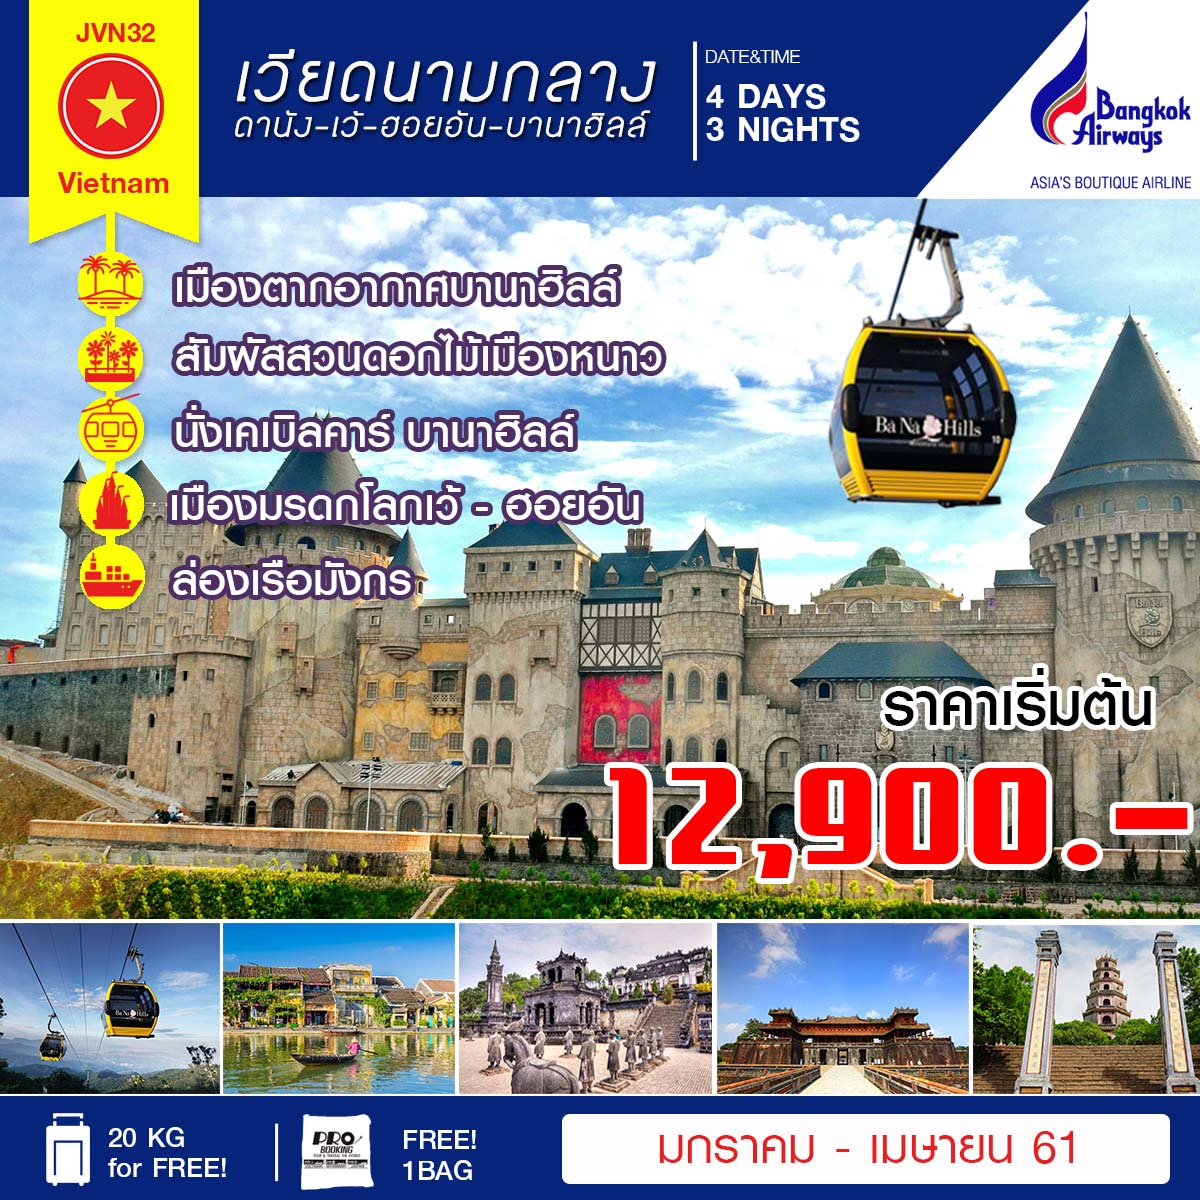 JVN32
Vietnam
เวียดนามกลาง
ดานัง-เว้-ฮอยอัน-บานาฮิลล์
DATE&TIME
4 DAYS
3 NIGHTS
Bangkok
Airways
ASIA'S BOUTIQUE AIRLINE
เมืองตากอากาศบานาฮิลล์
สัมผัสสวนดอกไม้เมืองหนาว
นั่งเคเบิลคาร์ บานาฮิลล์
เมืองมรดกโลกเว้ - ฮอยอัน
ล่องเรือมังกร
Ba Na Hills
10
ราคาเริ่มต้น
12,900.-
Ba Na Hills
20 KG
for FREE!
PRO
BOOKING
TOUR & TRAVEL THE WORLD
FREE!
1BAG
มกราคม - เมษายน 61